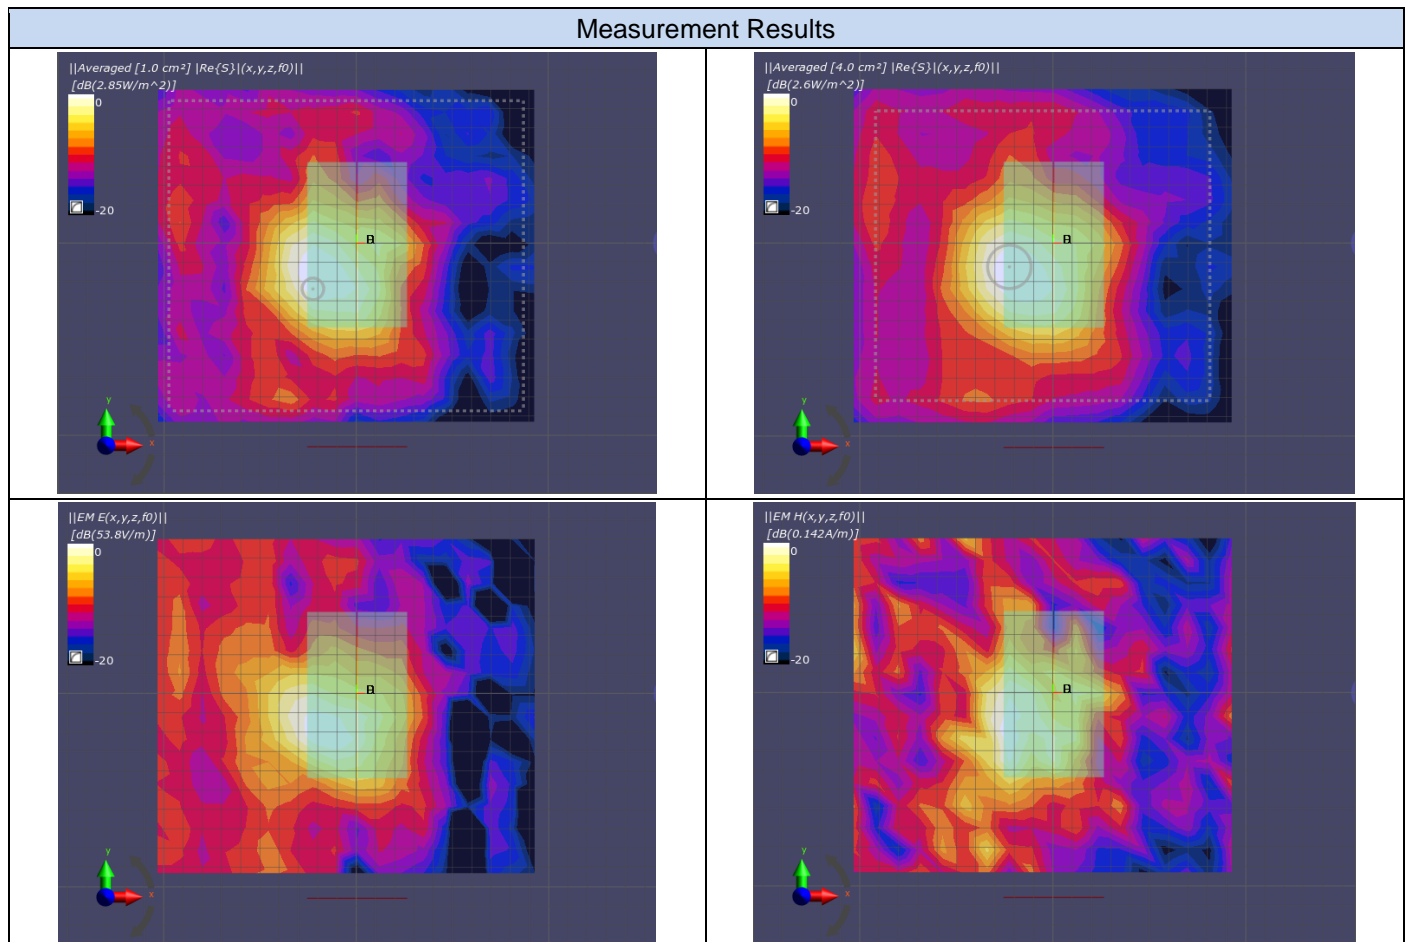 Measurement Results
||Averaged [1.0 cm²] |Re{S}|(x,y,z,f0)||
[dB(2.85W/m^2)]
0
-20
y
x
||Averaged [4.0 cm²] |Re{S}|(x,y,z,f0)||
[dB(2.6W/m^2)]
0
-20
y
x
||EM E(x,y,z,f0)||
[dB(53.8V/m)]
0
-20
y
x
||EM H(x,y,z,f0)||
[dB(0.142A/m)]
0
-20
y
x